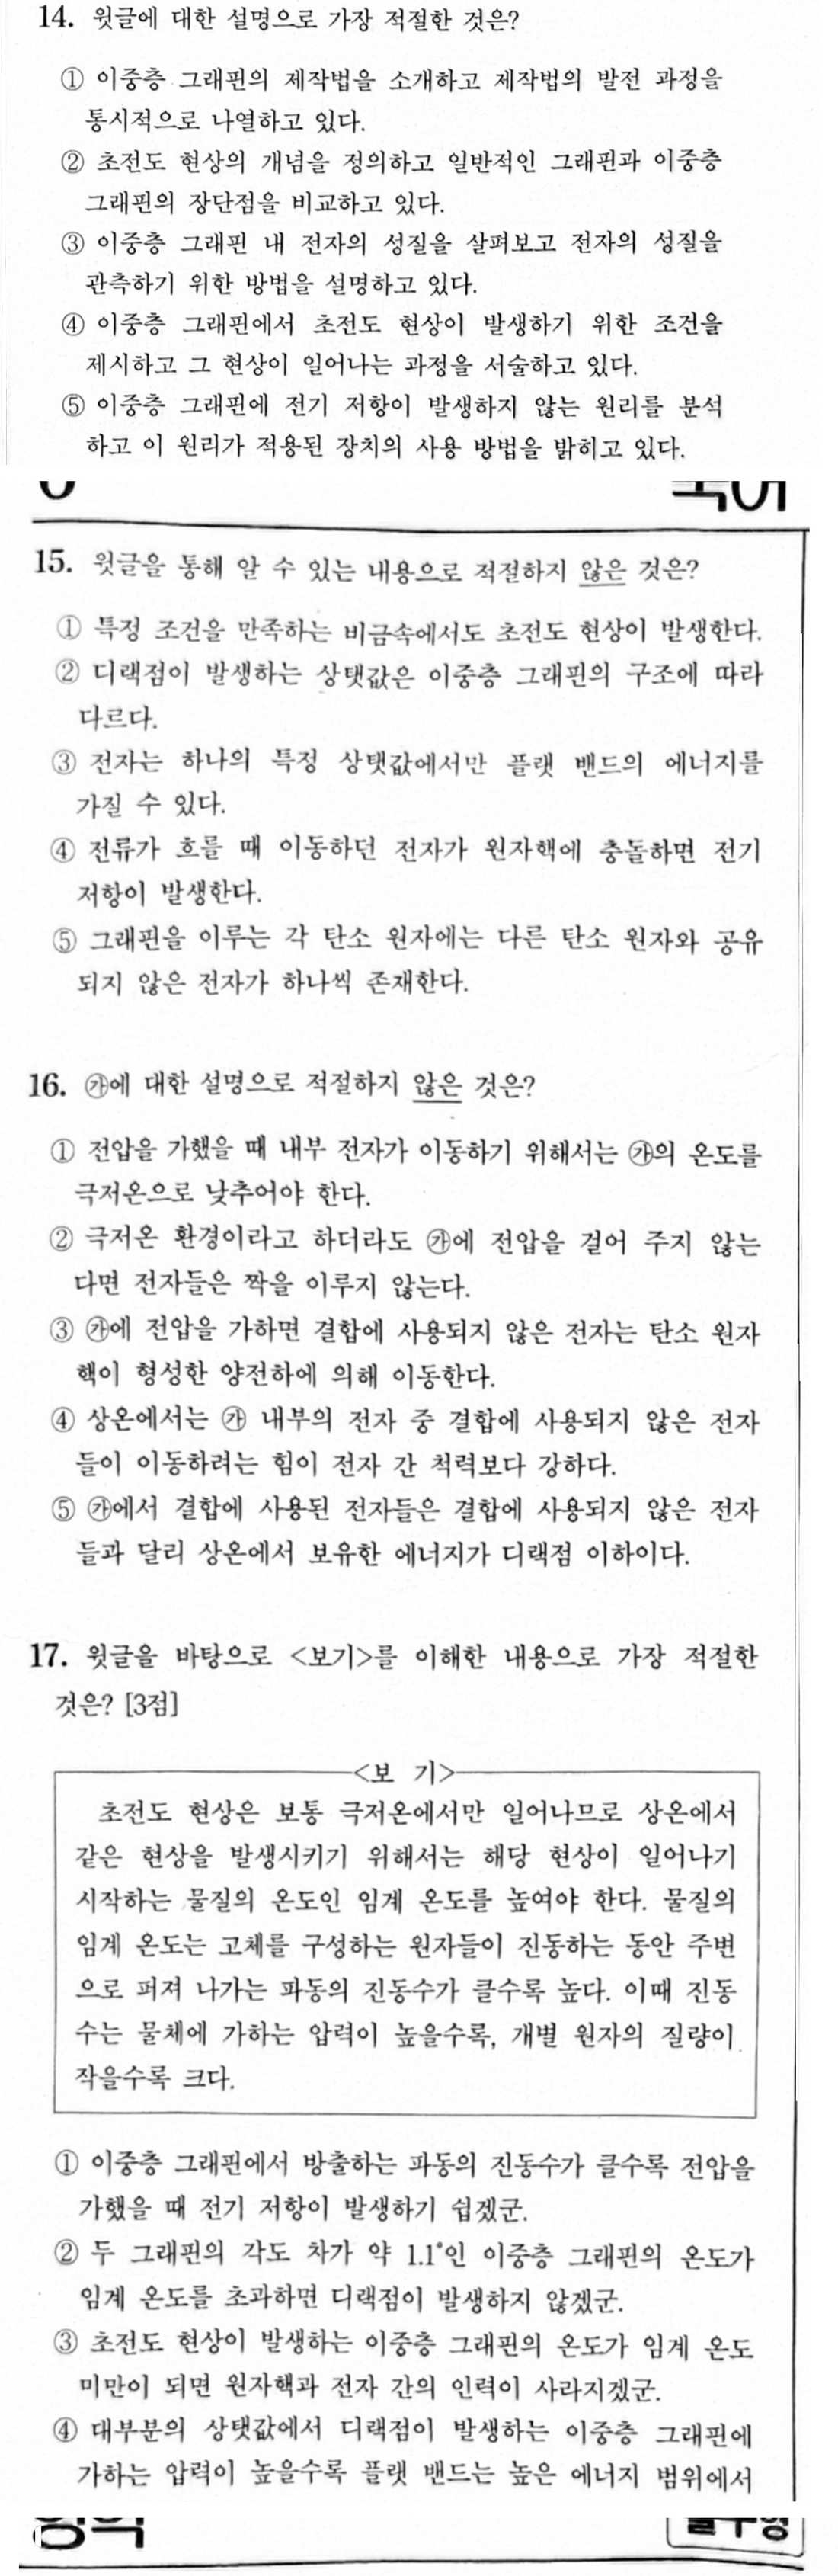 14. 윗글에 대한 설명으로 가장 적절한 것은?
① 이중층 그래핀의 제작법을 소개하고 제작법의 발전 과정을
통시적으로 나열하고 있다.
② 초전도 현상의 개념을 정의하고 일반적인 그래핀과 이중층
그래핀의 장단점을 비교하고 있다.
③ 이중층 그래핀 내 전자의 성질을 살펴보고 전자의 성질을
관측하기 위한 방법을 설명하고 있다.
④ 이중층 그래핀에서 초전도 현상이 발생하기 위한 조건을
제시하고 그 현상이 일어나는 과정을 서술하고 있다.
⑤ 이중층 그래핀에 전기 저항이 발생하지 않는 원리를 분석
하고 이 원리가 적용된 장치의 사용 방법을 밝히고 있다.
국어
15. 윗글을 통해 알 수 있는 내용으로 적절하지 않은 것은?
① 특정 조건을 만족하는 비금속에서도 초전도 현상이 발생한다.
② 디랙점이 발생하는 상탯값은 이중층 그래핀의 구조에 따라
다르다.
③ 전자는 하나의 특정 상탯값에서만 플랫 밴드의 에너지를
가질 수 있다.
④ 전류가 흐를 때 이동하던 전자가 원자핵에 충돌하면 전기
저항이 발생한다.
⑤ 그래핀을 이루는 각 탄소 원자에는 다른 탄소 원자와 공유
되지 않은 전자가 하나씩 존재한다.
16. ㉮에 대한 설명으로 적절하지 않은 것은?
① 전압을 가했을 때 내부 전자가 이동하기 위해서는 ㉮의 온도를
극저온으로 낮추어야 한다.
② 극저온 환경이라고 하더라도 ㉮에 전압을 걸어 주지 않는
다면 전자들은 짝을 이루지 않는다.
③ ㉮에 전압을 가하면 결합에 사용되지 않은 전자는 탄소 원자
핵이 형성한 양전하에 의해 이동한다.
④ 상온에서는 ㉮ 내부의 전자 중 결합에 사용되지 않은 전자
들이 이동하려는 힘이 전자 간 척력보다 강하다.
⑤ ㉮에서 결합에 사용된 전자들은 결합에 사용되지 않은 전자
들과 달리 상온에서 보유한 에너지가 디랙점 이하이다.
17. 윗글을 바탕으로 <보기>를 이해한 내용으로 가장 적절한
것은? [3점]
<보 기>
초전도 현상은 보통 극저온에서만 일어나므로 상온에서
같은 현상을 발생시키기 위해서는 해당 현상이 일어나기
시작하는 물질의 온도인 임계 온도를 높여야 한다. 물질의
임계 온도는 고체를 구성하는 원자들이 진동하는 동안 주변
으로 퍼져 나가는 파동의 진동수가 클수록 높다. 이때 진동
수는 물체에 가하는 압력이 높을수록, 개별 원자의 질량이
작을수록 크다.
① 이중층 그래핀에서 방출하는 파동의 진동수가 클수록 전압을
가했을 때 전기 저항이 발생하기 쉽겠군.
② 두 그래핀의 각도 차가 약 1.1°인 이중층 그래핀의 온도가
임계 온도를 초과하면 디랙점이 발생하지 않겠군.
③ 초전도 현상이 발생하는 이중층 그래핀의 온도가 임계 온도
미만이 되면 원자핵과 전자 간의 인력이 사라지겠군.
④ 대부분의 상탯값에서 디랙점이 발생하는 이중층 그래핀에
가하는 압력이 높을수록 플랫 밴드는 높은 에너지 범위에서